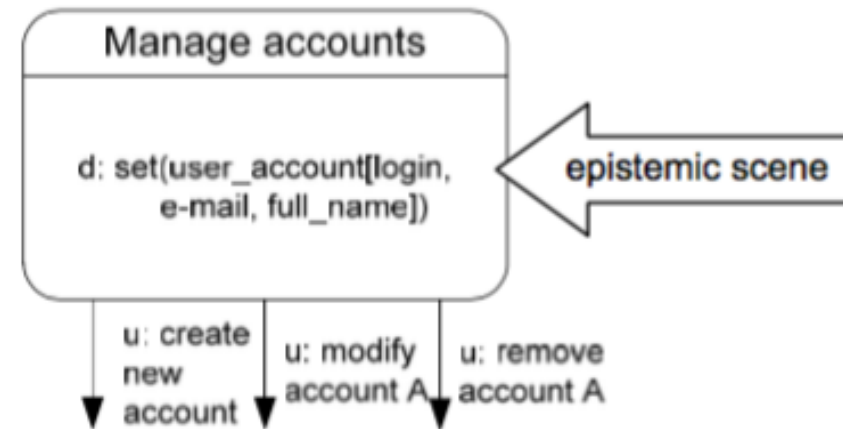 Manage accounts
d: set(user_account[login,
e-mail, full_name])
epistemic scene
u: create
new
account
u: modify
account A
u: remove
account A